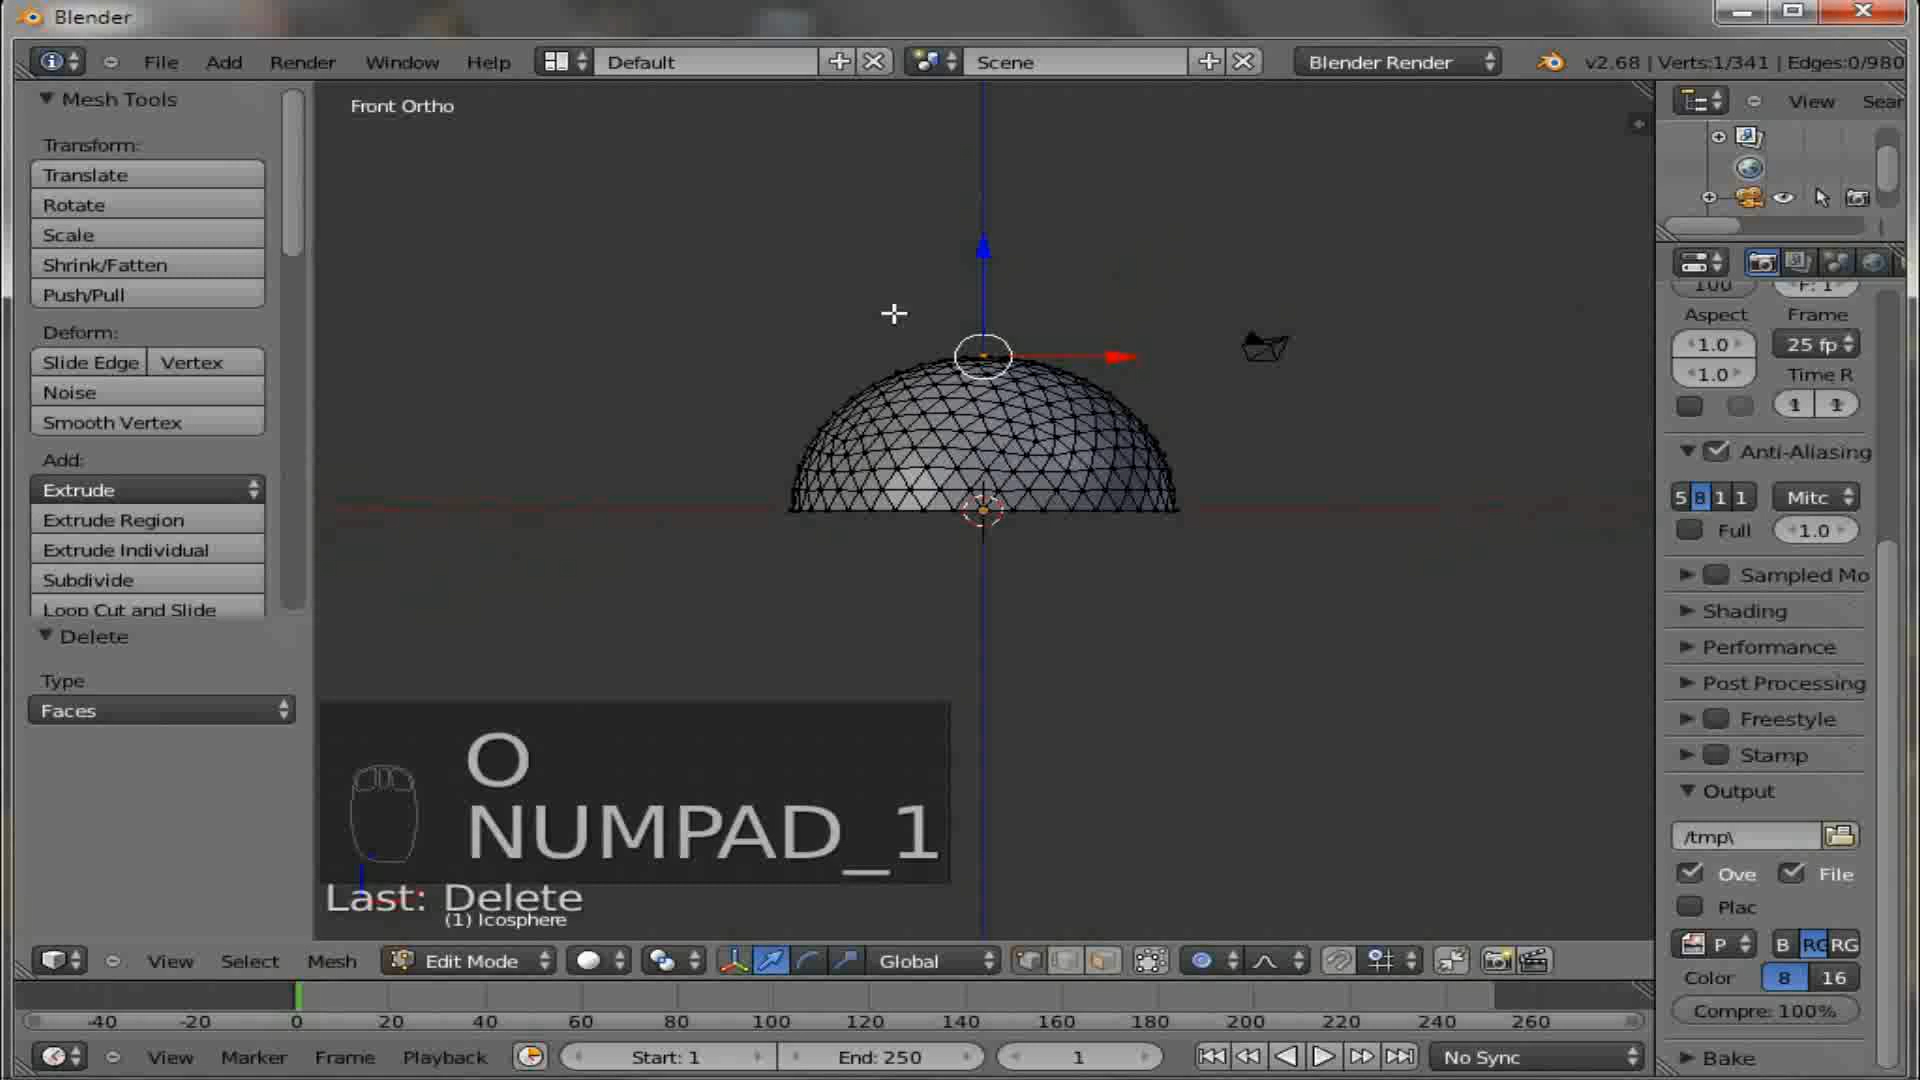 Blender
File Add Render Window Help Default Scene Blender Render v2.68 | Verts:1/341 | Edges:0/980
Mesh Tools
Transform:
Translate
Rotate
Scale
Shrink/Fatten
Push/Pull
Deform:
Slide Edge Vertex
Noise
Smooth Vertex
Add:
Extrude
Extrude Region
Extrude Individual
Subdivide
Loop Cut and Slide
Delete
Type
Faces
Front Ortho
O
NUMPAD_1
Last: Delete
(1) Icosphere
View Select Mesh Edit Mode Global
-40 -20 0 20 40 60 80 100 120 140 160 180 200 220 240 260
View Marker Frame Playback Start: 1 End: 250 1 No Sync
View Sear
100 F: 1
Aspect Frame
1.0 25 fp
1.0 Time R
1 1
Anti-Aliasing
5 8 1 1 Mitc
Full 1.0
Sampled Mo
Shading
Performance
Post Processing
Freestyle
Stamp
Output
/tmp\
Ove File
Plac
P B RG RG
Color 8 16
Compre: 100%
Bake